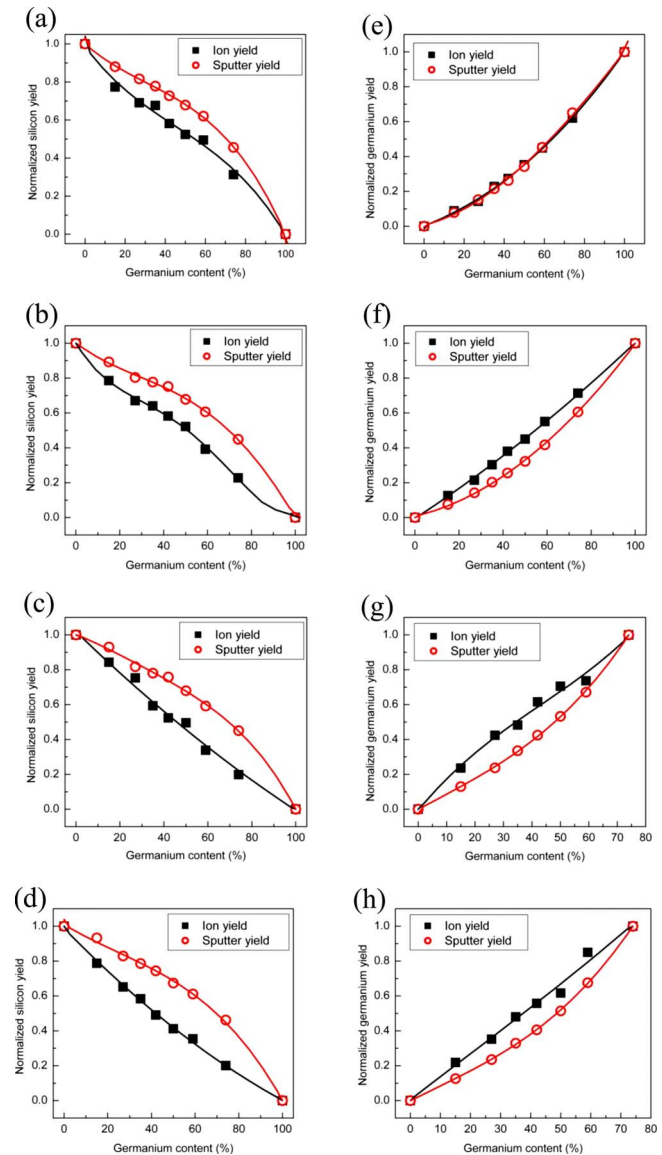 (a)
Ion yield
Sputter yield
Normalized silicon yield
1.0
0.8
0.6
0.4
0.2
0.0
0 20 40 60 80 100
Germanium content (%)
(e)
Ion yield
Sputter yield
Normalized germanium yield
1.0
0.8
0.6
0.4
0.2
0.0
0 20 40 60 80 100
Germanium content (%)
(b)
Ion yield
Sputter yield
Normalized silicon yield
1.0
0.8
0.6
0.4
0.2
0.0
0 20 40 60 80 100
Germanium content (%)
(f)
Ion yield
Sputter yield
Normalized germanium yield
1.0
0.8
0.6
0.4
0.2
0.0
0 20 40 60 80 100
Germanium content (%)
(c)
Ion yield
Sputter yield
Normalized silicon yield
1.0
0.8
0.6
0.4
0.2
0.0
0 20 40 60 80 100
Germanium content (%)
(g)
Ion yield
Sputter yield
Normalized germanium yield
1.0
0.8
0.6
0.4
0.2
0.0
0 10 20 30 40 50 60 70 80
Germanium content (%)
(d)
Ion yield
Sputter yield
Normalized silicon yield
1.0
0.8
0.6
0.4
0.2
0.0
0 20 40 60 80 100
Germanium content (%)
(h)
Ion yield
Sputter yield
Normalized germanium yield
1.0
0.8
0.6
0.4
0.2
0.0
0 10 20 30 40 50 60 70 80
Germanium content (%)